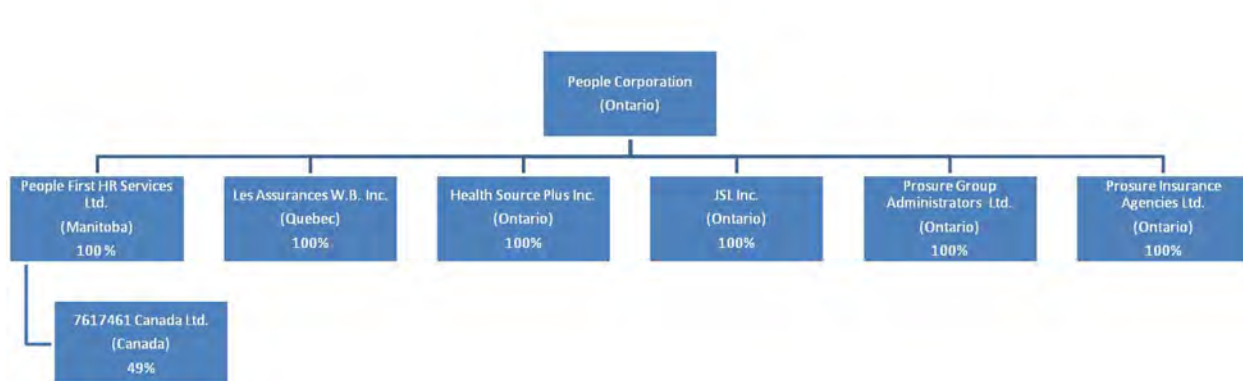 People Corporation
(Ontario)
People First HR Services
Ltd.
(Manitoba)
100 %
Les Assurances W.B. Inc.
(Quebec)
100%
Health Source Plus Inc.
(Ontario)
100%
JSL Inc.
(Ontario)
100%
Prosure Group
Administrators Ltd.
(Ontario)
100%
Prosure Insurance
Agencies Ltd.
(Ontario)
100%
7617461 Canada Ltd.
(Canada)
49%